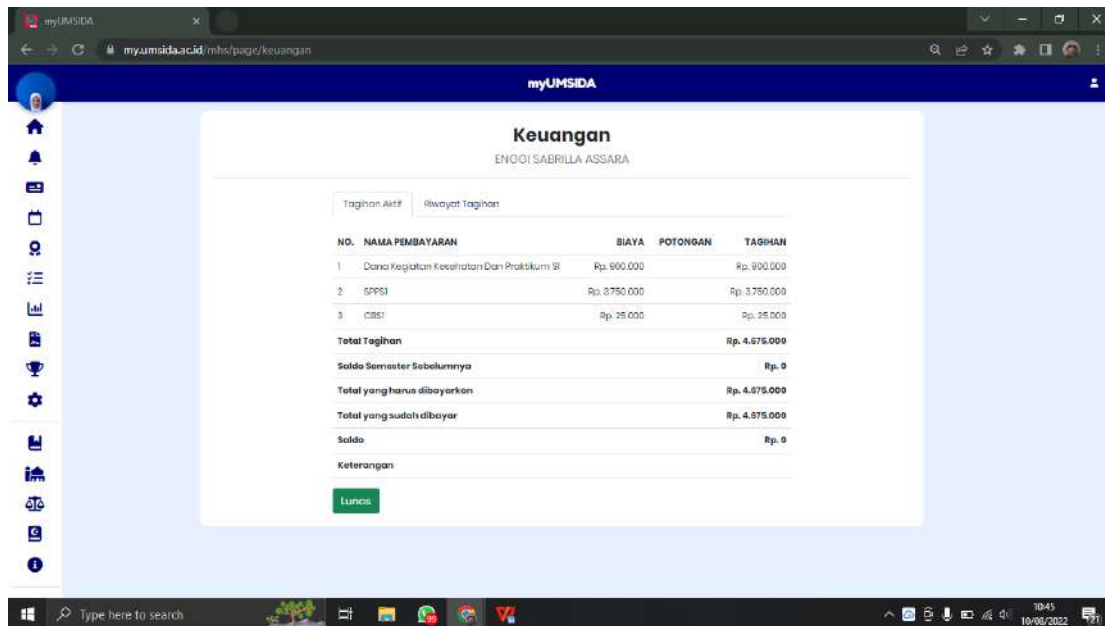 myUMSIDA
my.umsida.ac.id/mhs/page/keuangan
myUMSIDA
Keuangan
ENGGI SABRILLA ASSARA
Tagihan Aktif Riwayat Tagihan
NO. NAMA PEMBAYARAN BIAYA POTONGAN TAGIHAN
1 Dana Kegiatan Kesehatan Dan Praktikum SI Rp. 900.000 Rp. 900.000
2 SPPS1 Rp. 3.750.000 Rp. 3.750.000
3 CBS1 Rp. 25.000 Rp. 25.000
Total Tagihan Rp. 4.675.000
Saldo Semester Sebelumnya Rp. 0
Total yang harus dibayarkan Rp. 4.675.000
Total yang sudah dibayar Rp. 4.675.000
Saldo Rp. 0
Keterangan
Lunas
Type here to search
10:45
10/08/2022